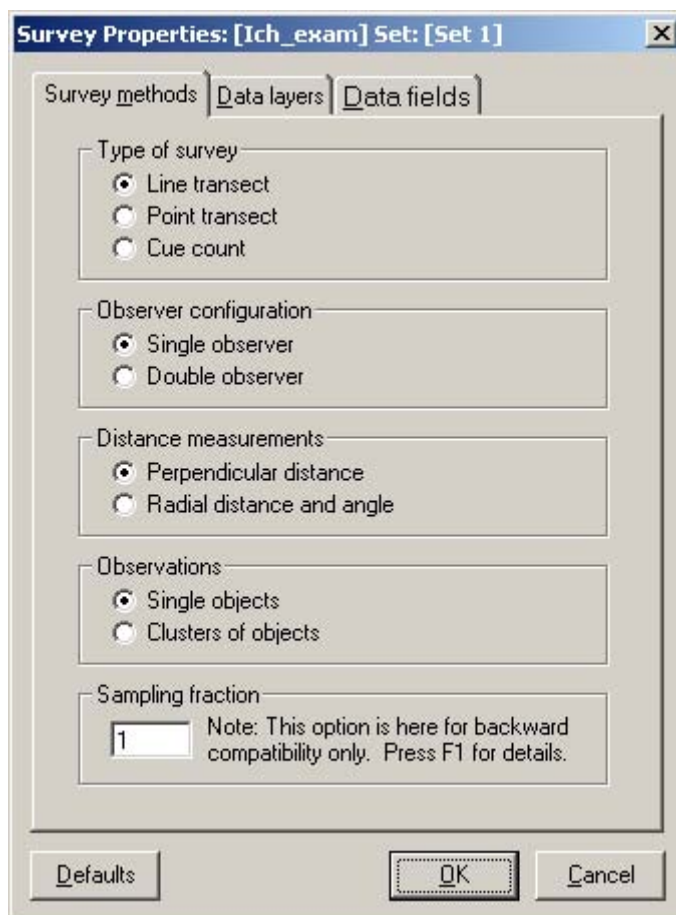 Survey Properties: [Ich_exam] Set: [Set 1]
Survey methods
Data layers
Data fields
Type of survey
Line transect
Point transect
Cue count
Observer configuration
Single observer
Double observer
Distance measurements
Perpendicular distance
Radial distance and angle
Observations
Single objects
Clusters of objects
Sampling fraction
1
Note: This option is here for backward
compatibility only. Press F1 for details.
Defaults
OK
Cancel